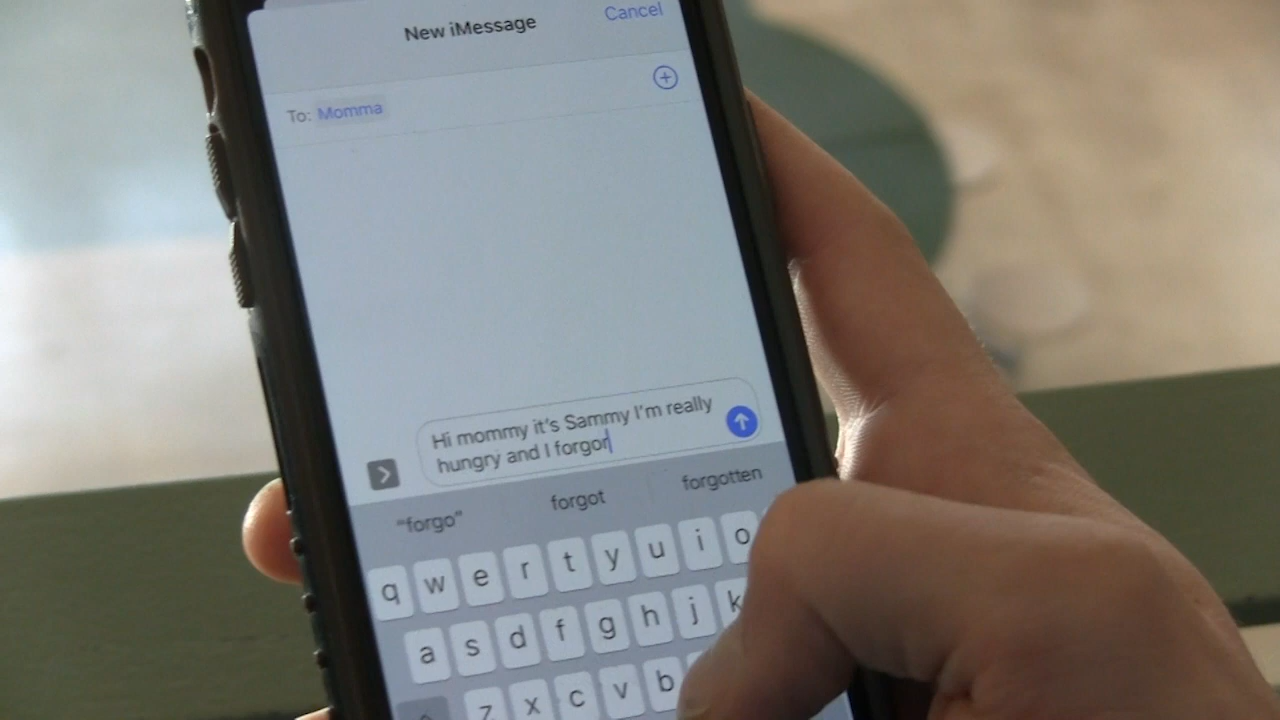 New iMessage
Cancel
To: Momma
Hi mommy it's Sammy I'm really
hungry and I forgor
"forgo" forgot forgotten
q w e r t y u i o
a s d f g h j k
z x c v b